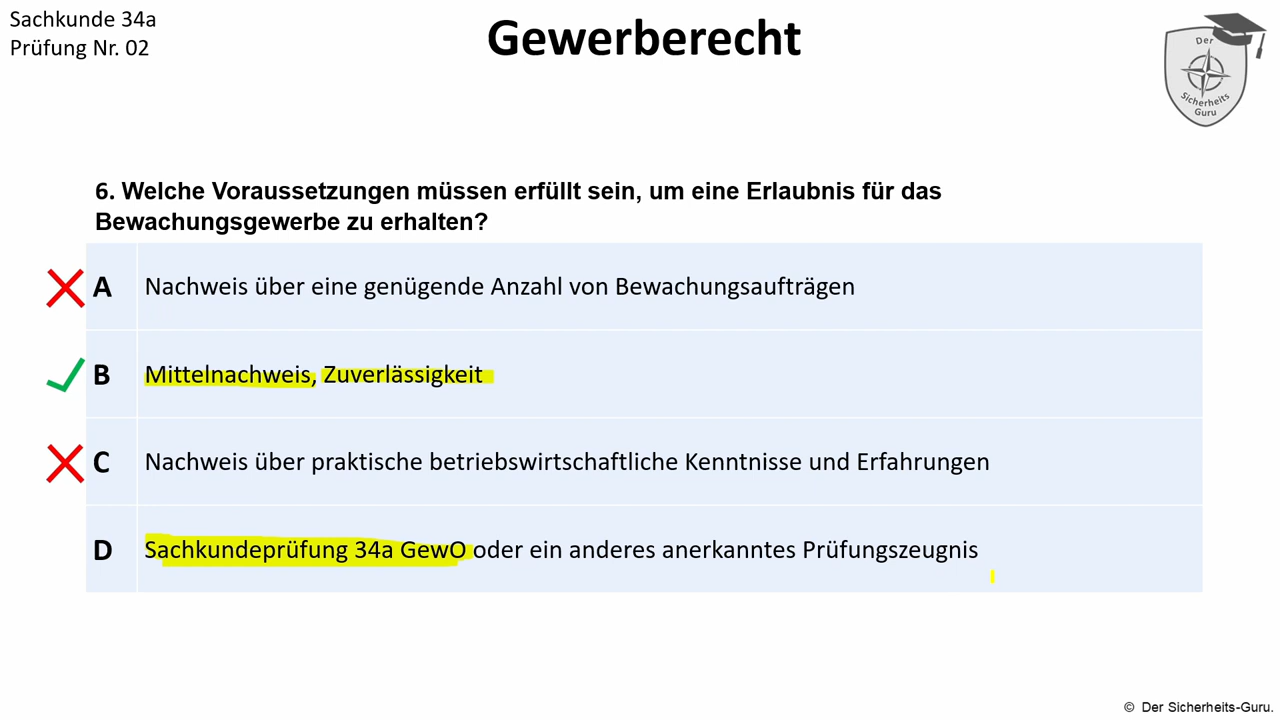 Sachkunde 34a
Prüfung Nr. 02
Gewerberecht
Der
Sicherheits
Guru
6. Welche Voraussetzungen müssen erfüllt sein, um eine Erlaubnis für das
Bewachungsgewerbe zu erhalten?
A Nachweis über eine genügende Anzahl von Bewachungsaufträgen
B Mittelnachweis, Zuverlässigkeit
C Nachweis über praktische betriebswirtschaftliche Kenntnisse und Erfahrungen
D Sachkundeprüfung 34a GewO oder ein anderes anerkanntes Prüfungszeugnis
© Der Sicherheits-Guru.